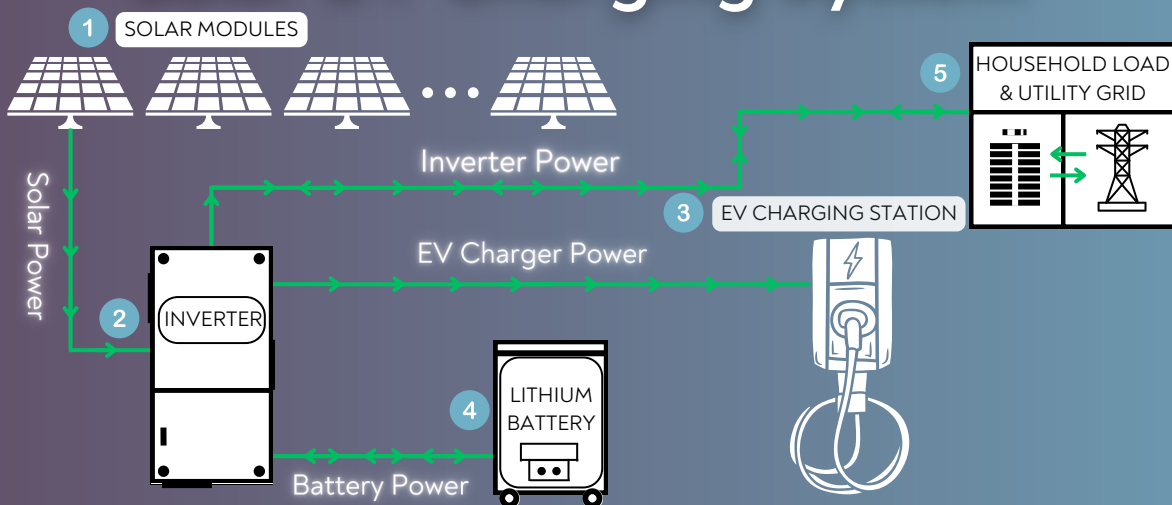 1 SOLAR MODULES
5 HOUSEHOLD LOAD
& UTILITY GRID
Inverter Power
Solar Power
3 EV CHARGING STATION
EV Charger Power
2 INVERTER
4 LITHIUM
BATTERY
Battery Power